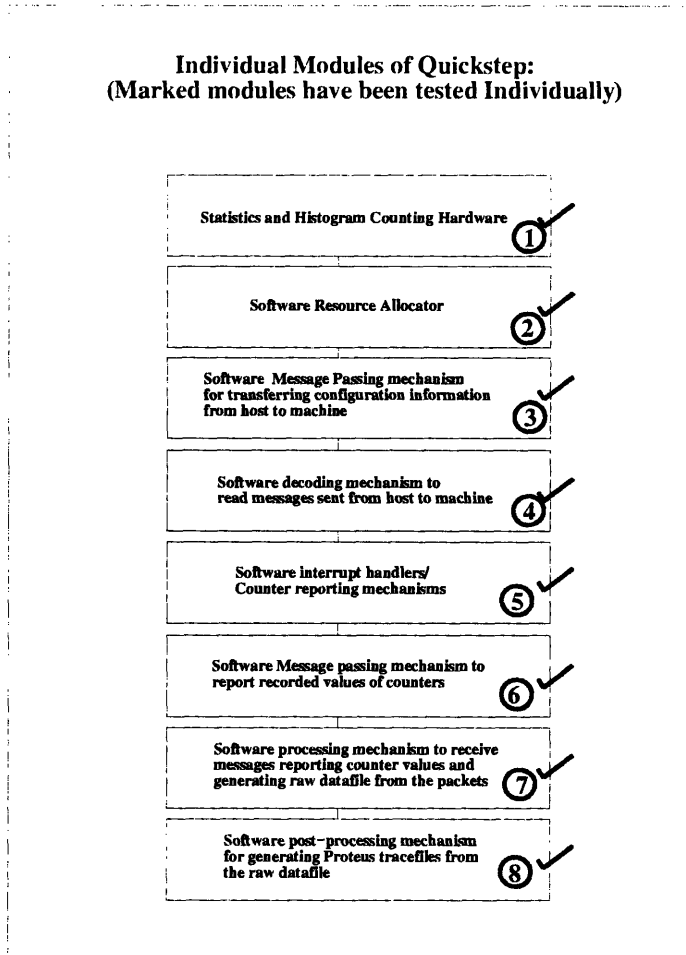 Individual Modules of Quickstep:
(Marked modules have been tested Individually)
Statistics and Histogram Counting Hardware
1
Software Resource Allocator
2
Software Message Passing mechanism
for transferring configuration information
from host to machine
3
Software decoding mechanism to
read messages sent from host to machine
4
Software interrupt handlers/
Counter reporting mechanisms
5
Software Message passing mechanism to
report recorded values of counters
6
Software processing mechanism to receive
messages reporting counter values and
generating raw datafile from the packets
7
Software post-processing mechanism
for generating Proteus tracefiles from
the raw datafile
8